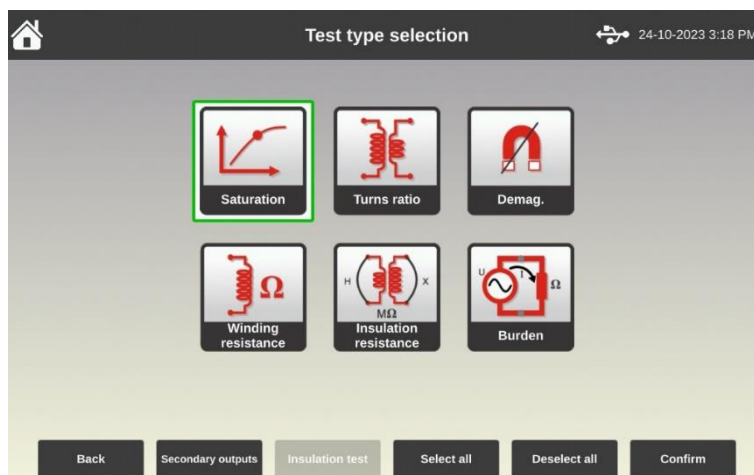 Test type selection
24-10-2023 3:18 PM
Saturation
Turns ratio
Demag.
Ω
H
X
MΩ
U
I
Ω
Winding
resistance
Insulation
resistance
Burden
Back
Secondary outputs
Insulation test
Select all
Deselect all
Confirm